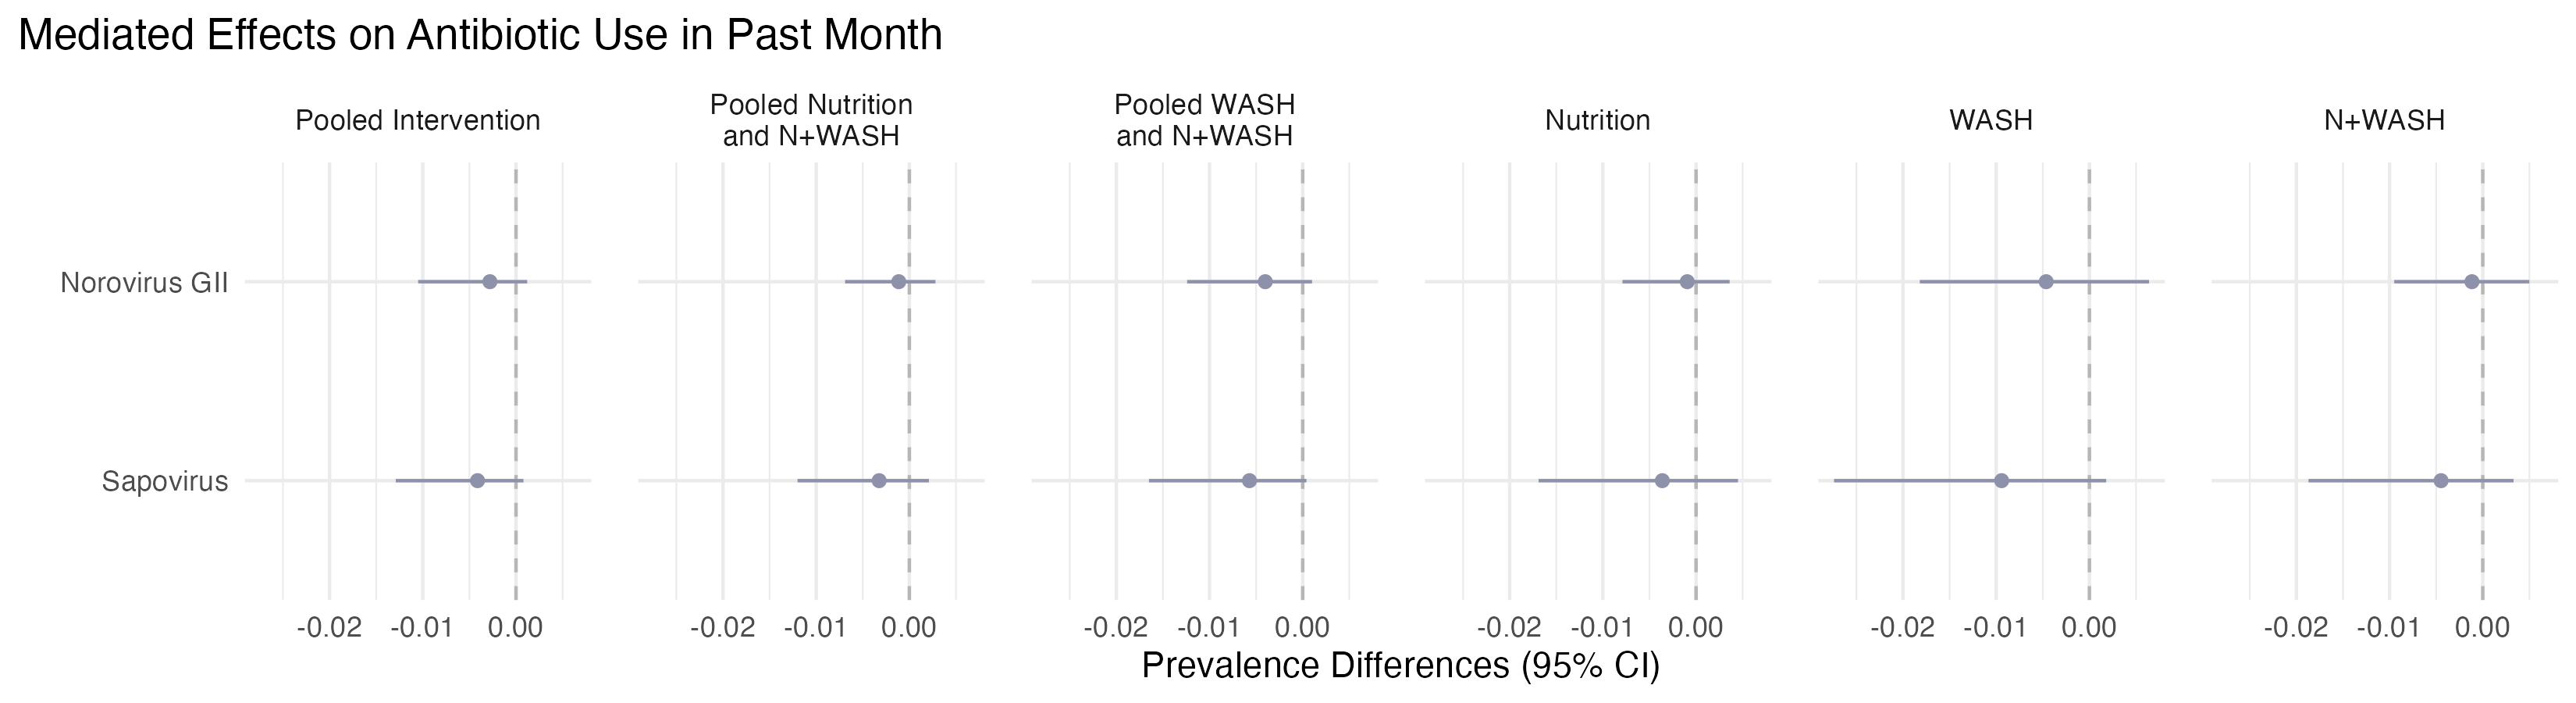 Mediated Effects on Antibiotic Use in Past Month
Pooled Intervention
Pooled Nutrition
and N+WASH
Pooled WASH
and N+WASH
Nutrition
WASH
N+WASH
Norovirus GII
Sapovirus
-0.02 -0.01 0.00
-0.02 -0.01 0.00
-0.02 -0.01 0.00
-0.02 -0.01 0.00
-0.02 -0.01 0.00
-0.02 -0.01 0.00
Prevalence Differences (95% CI)